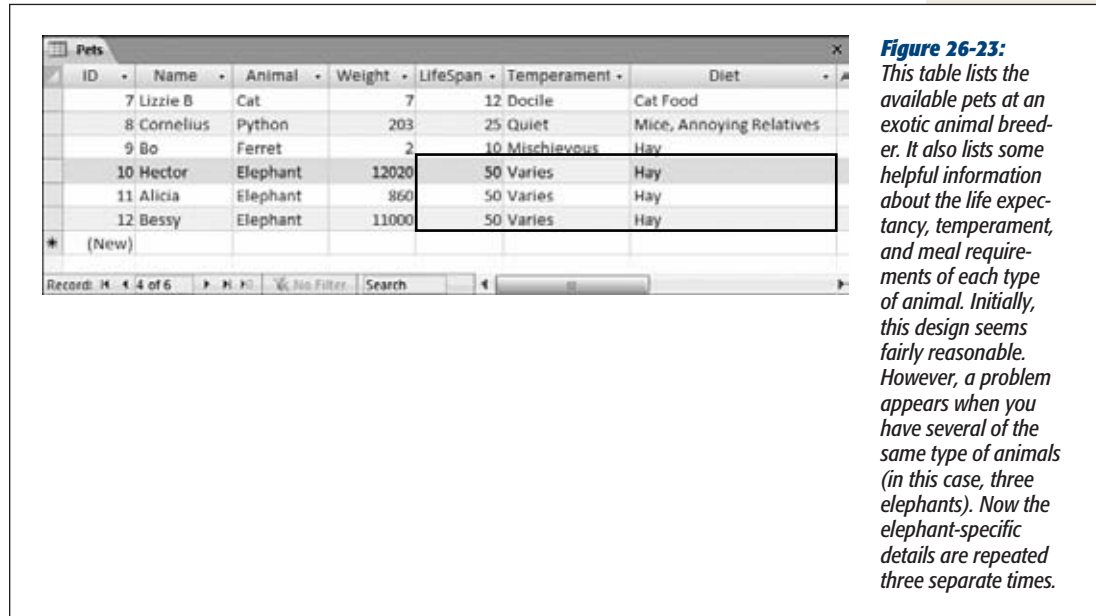 Pets
ID Name Animal Weight LifeSpan Temperament Diet
7 Lizzie B Cat 7 12 Docile Cat Food
8 Cornelius Python 203 25 Quiet Mice, Annoying Relatives
9 Bo Ferret 2 10 Mischievous Hay
10 Hector Elephant 12020 50 Varies Hay
11 Alicia Elephant 860 50 Varies Hay
12 Bessy Elephant 11000 50 Varies Hay
(New)
Record: 4 of 6 No Filter Search
Figure 26-23:
This table lists the
available pets at an
exotic animal breed-
er. It also lists some
helpful information
about the life expec-
tancy, temperament,
and meal require-
ments of each type
of animal. Initially,
this design seems
fairly reasonable.
However, a problem
appears when you
have several of the
same type of animals
(in this case, three
elephants). Now the
elephant-specific
details are repeated
three separate times.